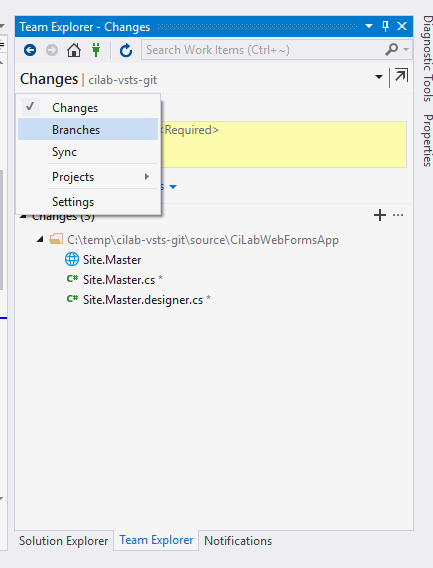 Team Explorer - Changes
Search Work Items (Ctrl+~)
Changes | cilab-vsts-git
Changes
Branches
Sync
Projects
Settings
<Required>
Changes (3)
C:\temp\cilab-vsts-git\source\CiLabWebFormsApp
Site.Master
C# Site.Master.cs *
C# Site.Master.designer.cs *
Solution Explorer
Team Explorer
Notifications
Diagnostic Tools
Properties